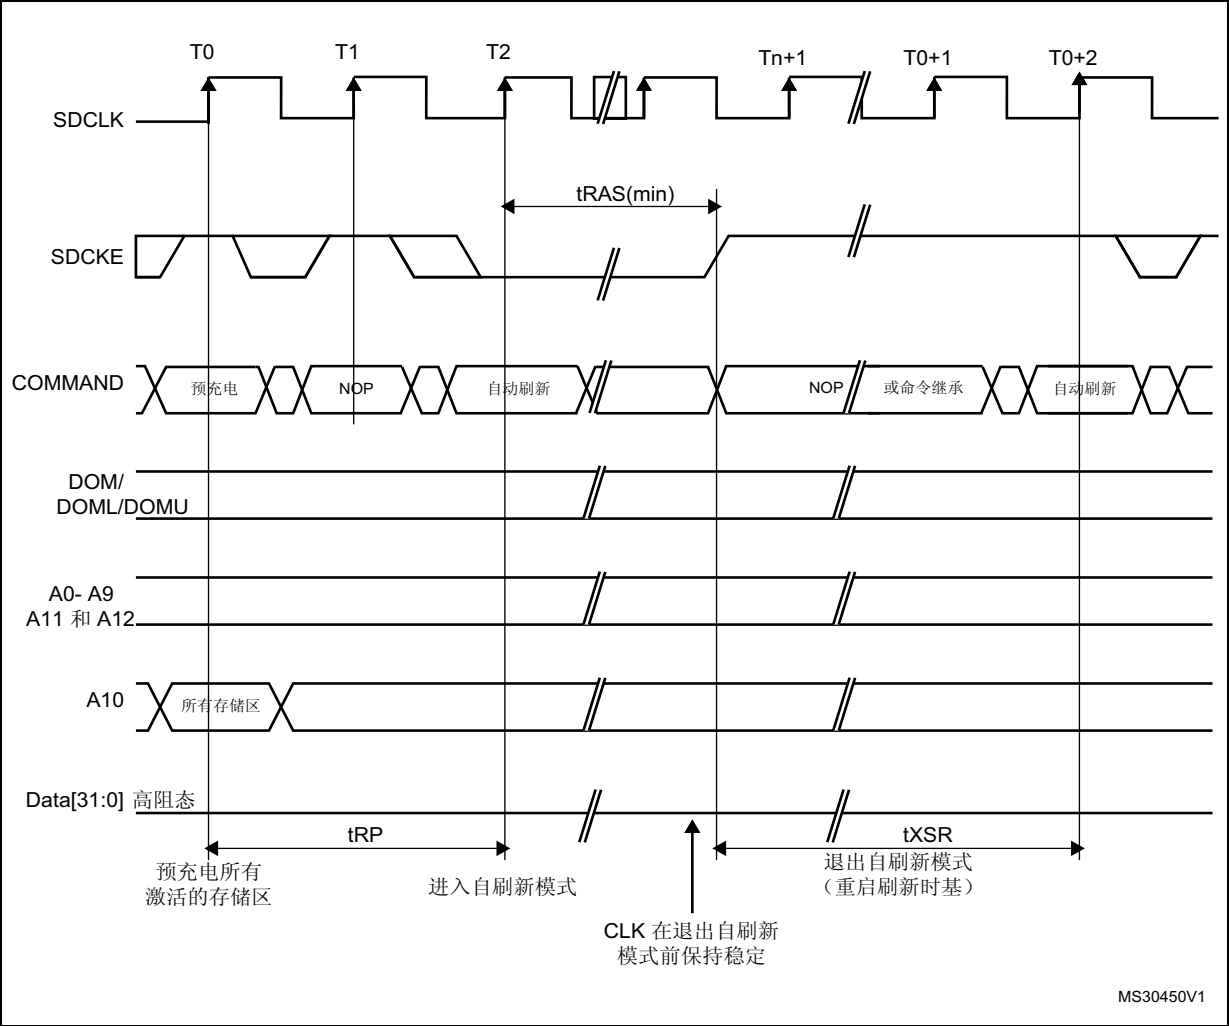 T0 T1 T2 Tn+1 T0+1 T0+2
SDCLK
tRAS(min)
SDCKE
COMMAND 预充电 NOP 自动刷新 NOP 或命令继承 自动刷新
DOM/
DOML/DOMU
A0- A9
A11 和 A12
A10 所有存储区
Data[31:0] 高阻态
tRP tXSR
预充电所有
激活的存储区
进入自刷新模式
退出自刷新模式
（重启刷新时基）
CLK 在退出自刷新
模式前保持稳定
MS30450V1